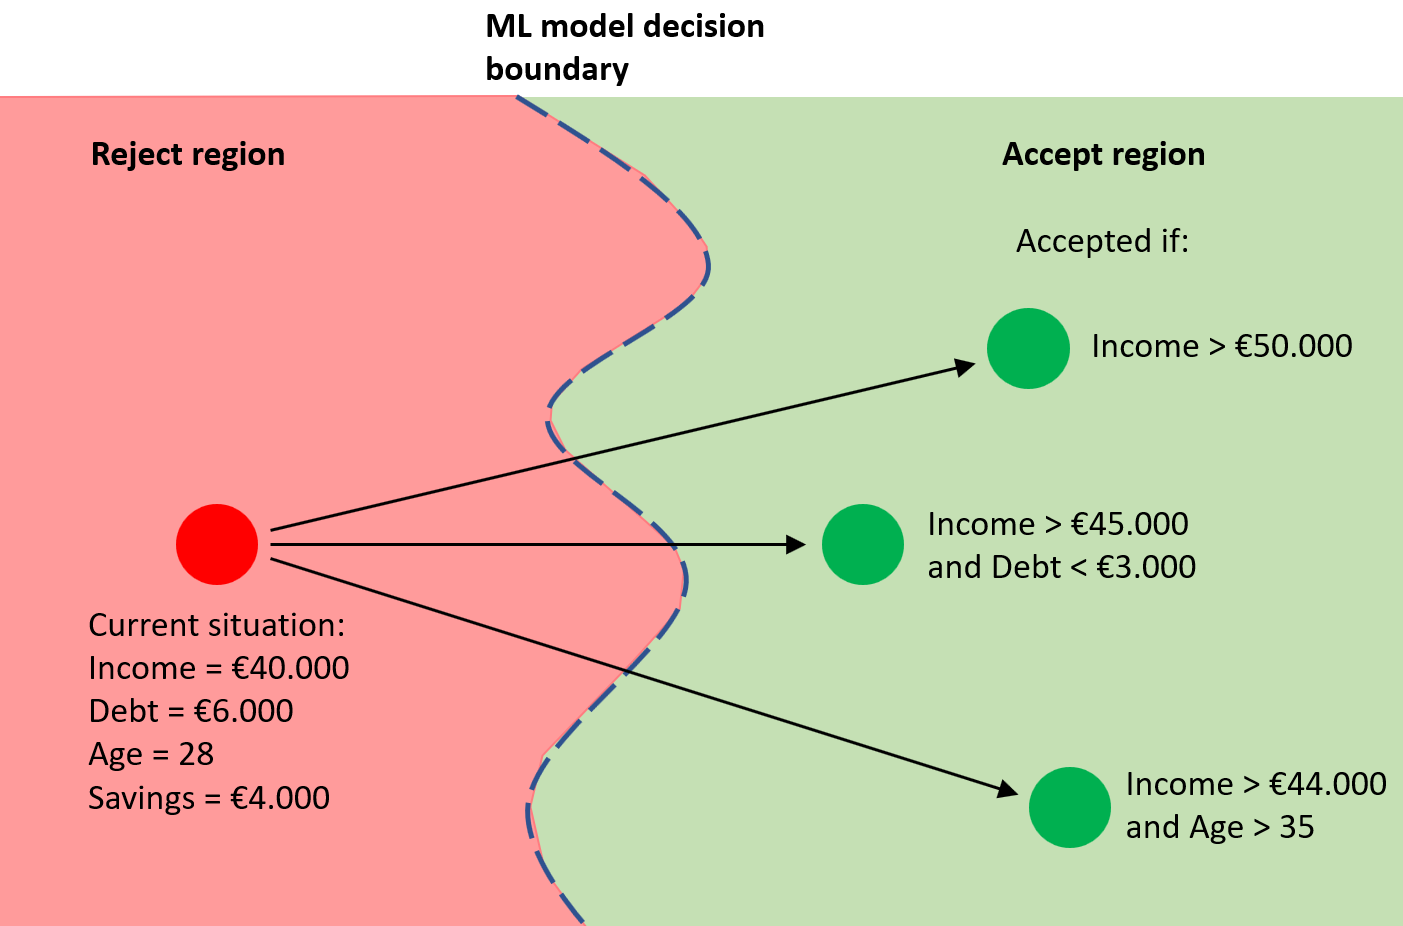 ML model decision
boundary
Reject region
Accept region
Accepted if:
Income > €50.000
Income > €45.000
and Debt < €3.000
Current situation:
Income = €40.000
Debt = €6.000
Age = 28
Savings = €4.000
Income > €44.000
and Age > 35